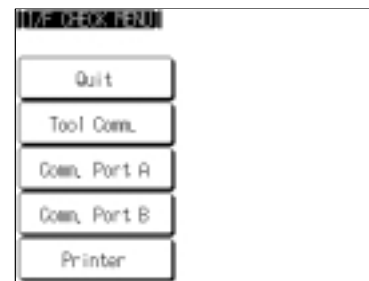 I/F CHECK MENU
Quit
Tool Comm.
Comm. Port A
Comm. Port B
Printer